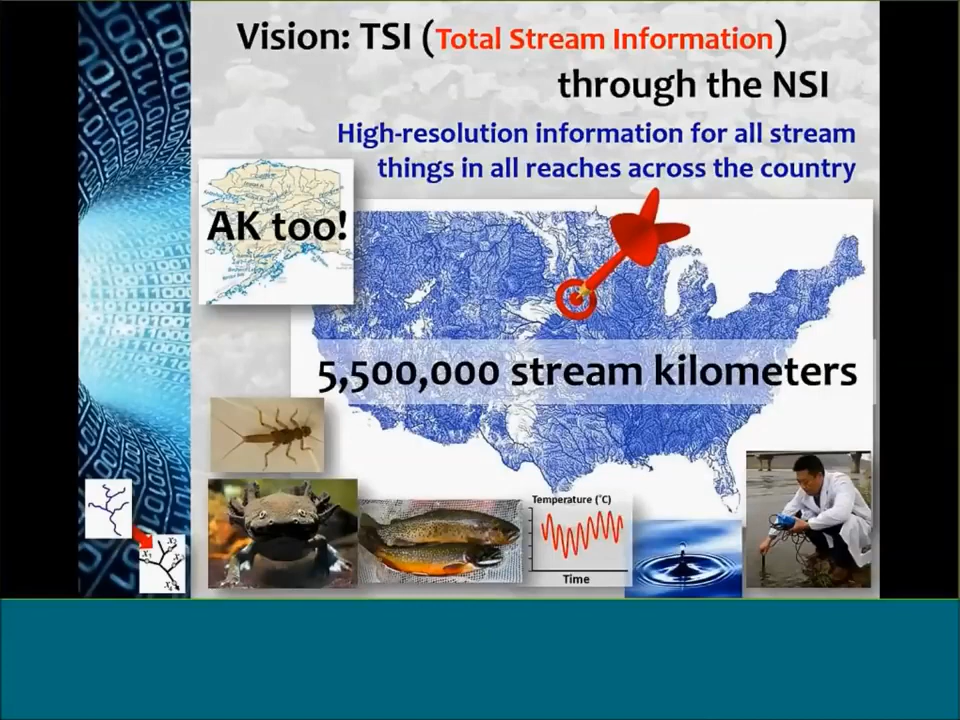 Vision: TSI (Total Stream Information)
through the NSI
High-resolution information for all stream
things in all reaches across the country
AK too!
5,500,000 stream kilometers
Temperature (˚C)
Time